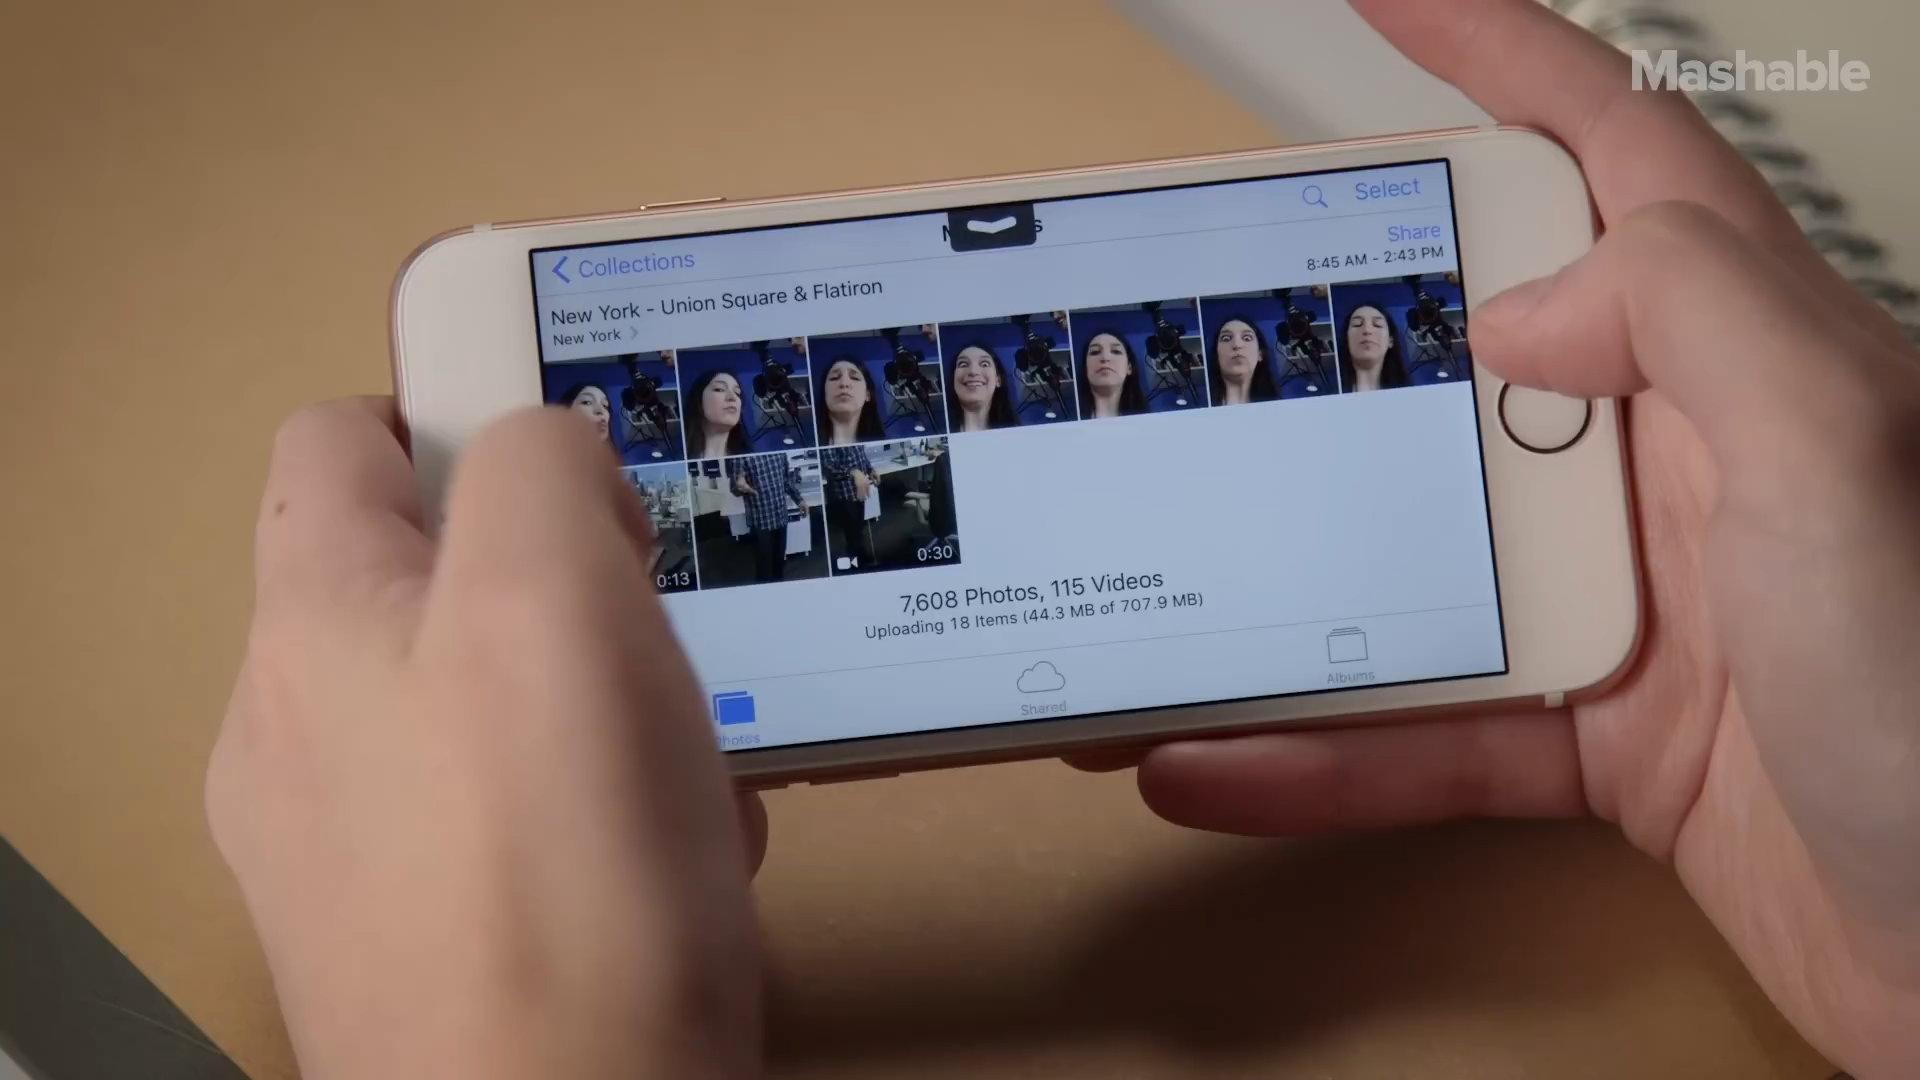 Mashable
Select
Collections
Share
New York - Union Square & Flatiron
8:45 AM - 2:43 PM
New York
0:13
0:30
7,608 Photos, 115 Videos
Uploading 18 Items (44.3 MB of 707.9 MB)
Photos
Shared
Albums